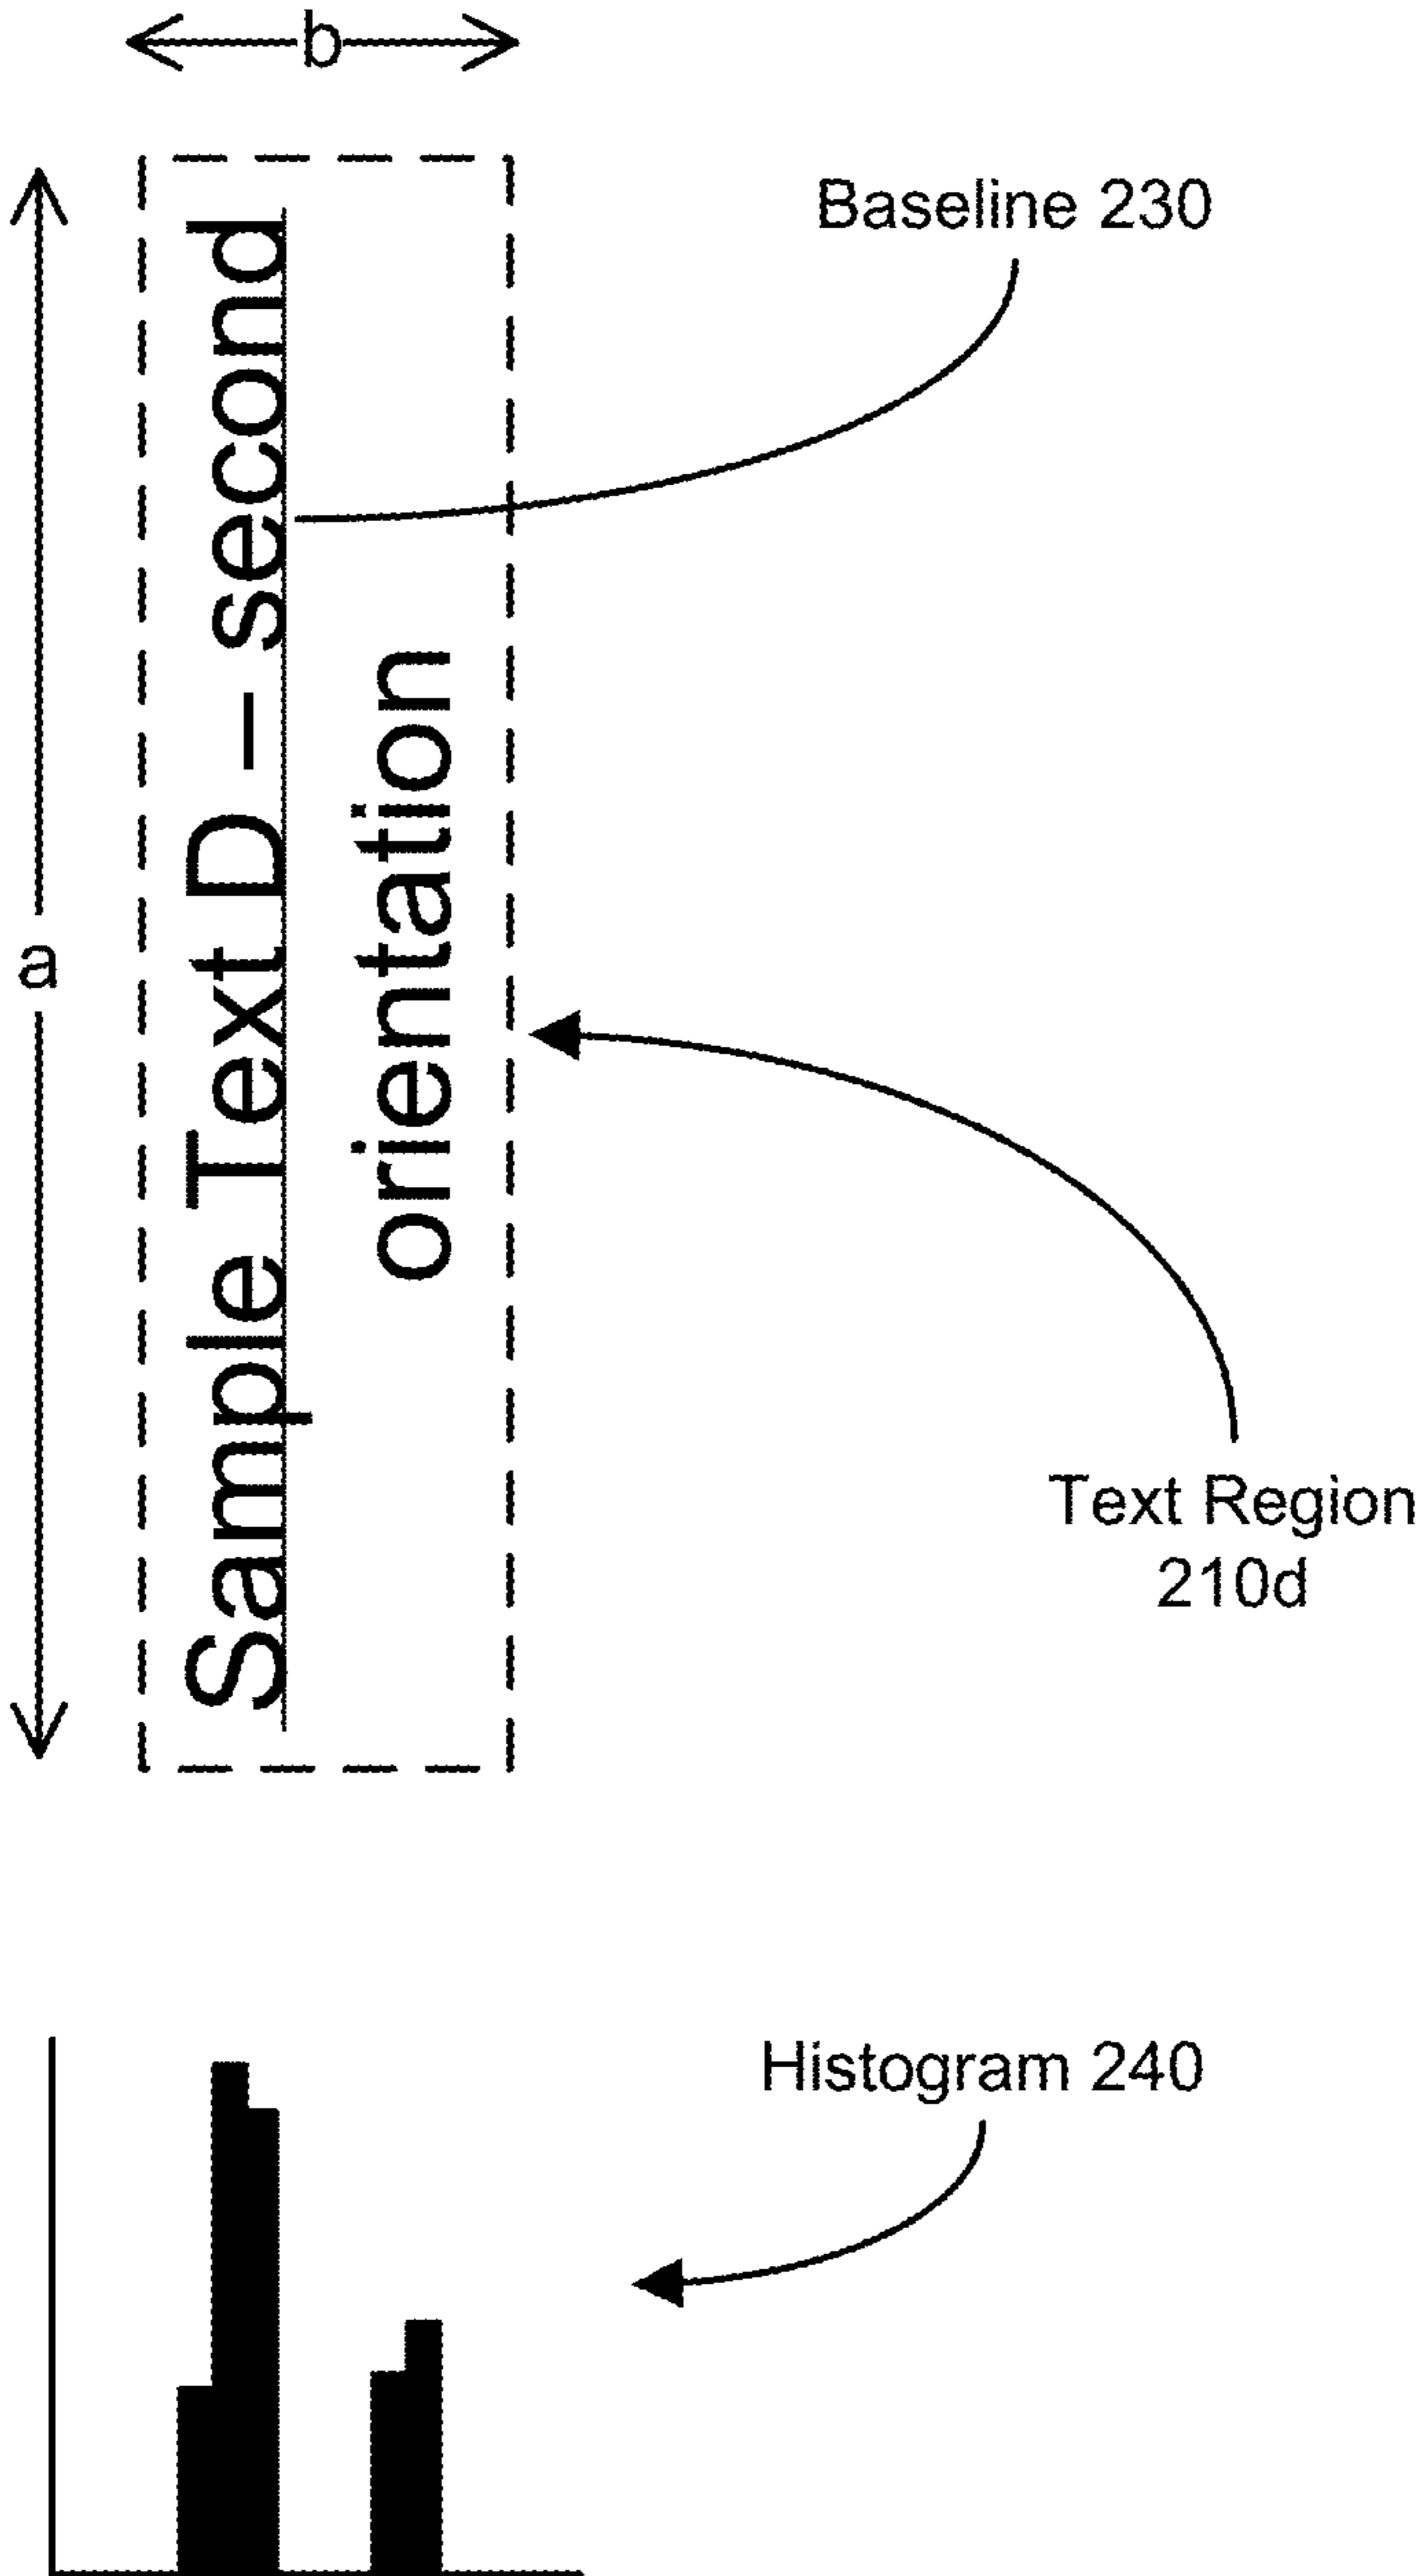 b
Baseline 230
a
Sample Text D – second
orientation
Text Region
210d
Histogram 240